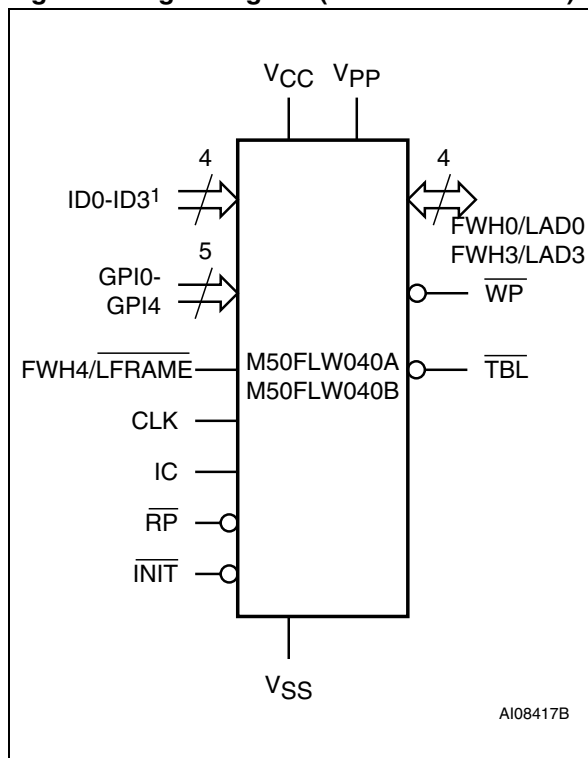 VCC VPP
4 4
ID0-ID3¹
FWH0/LAD0
FWH3/LAD3
5
GPI0-
GPI4
WP
FWH4/LFRAME
M50FLW040A
M50FLW040B
TBL
CLK
IC
RP
INIT
VSS
AI08417B